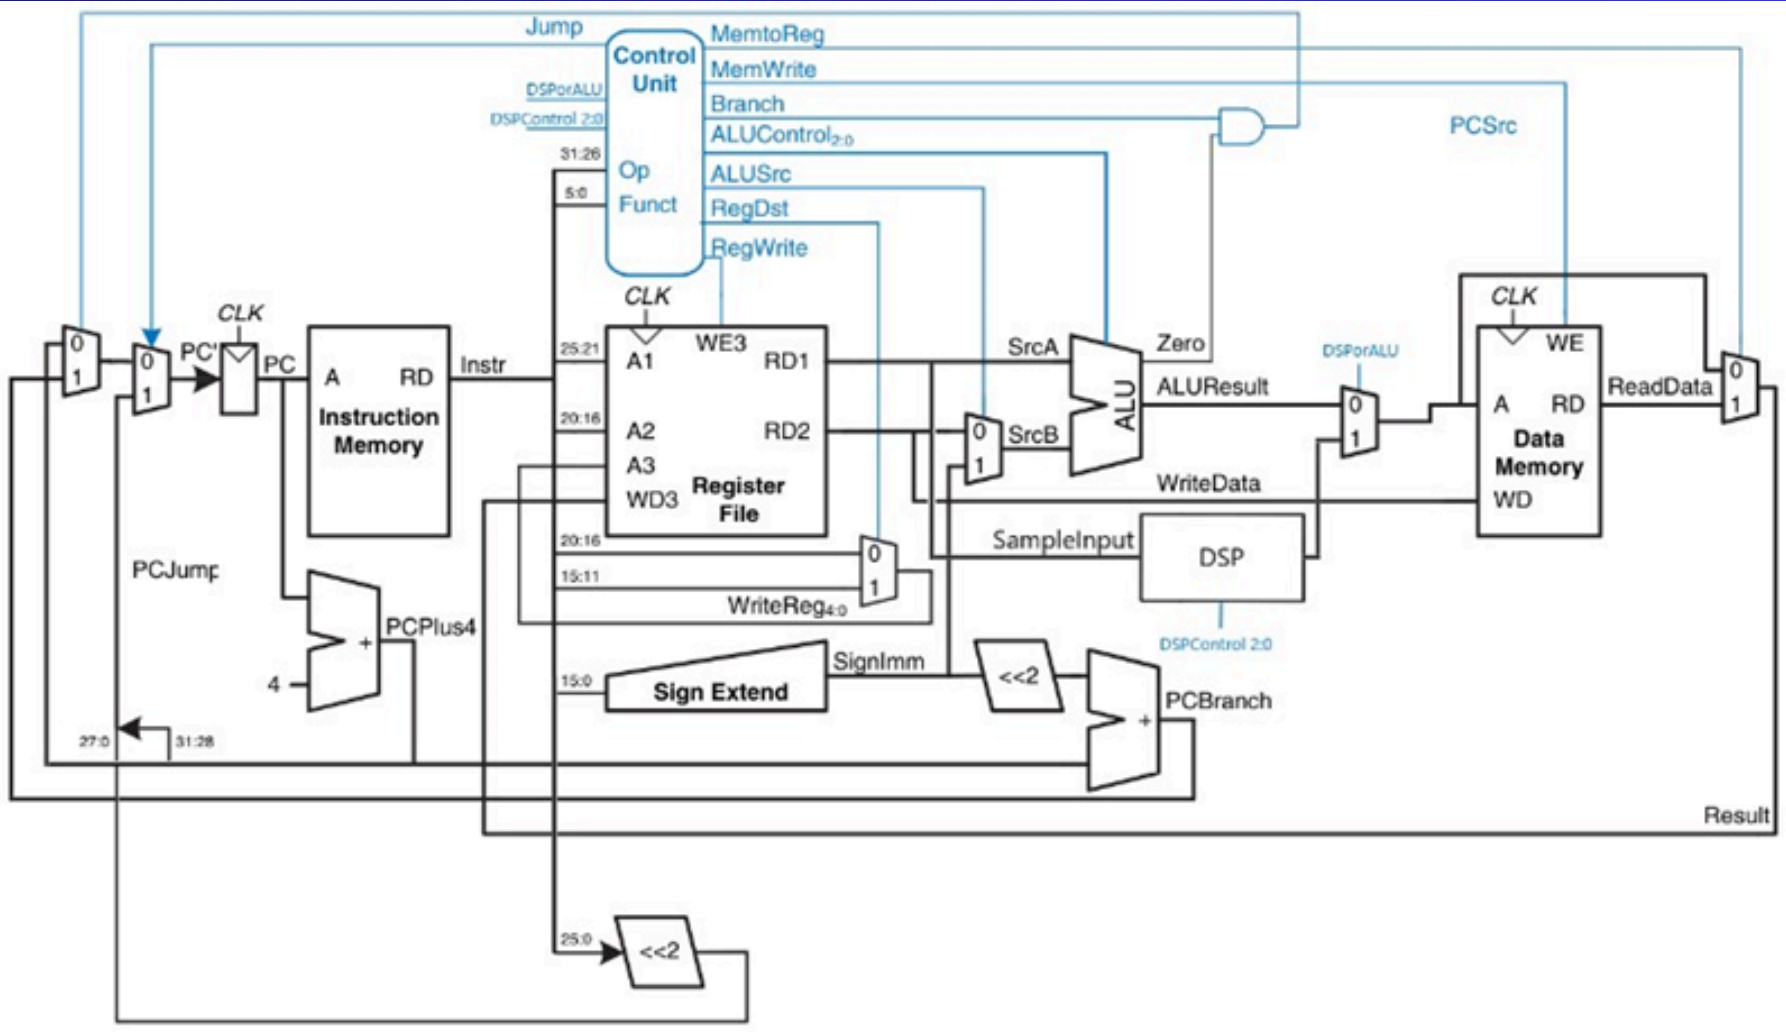 Jump
Control
Unit
MemtoReg
MemWrite
Branch
ALUControl2:0
ALUSrc
RegDst
RegWrite
DSPorALU
DSPControl 2:0
31:26
Op
5:0
Funct
PCSrc
CLK
0
1
0
1
PC'
PC
A
RD
Instruction
Memory
Instr
CLK
WE3
25:21
A1
RD1
20:16
A2
RD2
A3
WD3
Register
File
SrcA
0
1
SrcB
ALU
Zero
ALUResult
DSPorALU
0
1
CLK
WE
A
RD
Data
Memory
WD
ReadData
0
1
WriteData
SampleInput
DSP
DSPControl 2:0
20:16
15:11
0
1
WriteReg4:0
PCJump
+
PCPlus4
4
15:0
Sign Extend
SignImm
<<2
+
PCBranch
27:0
31:28
Result
25:0
<<2